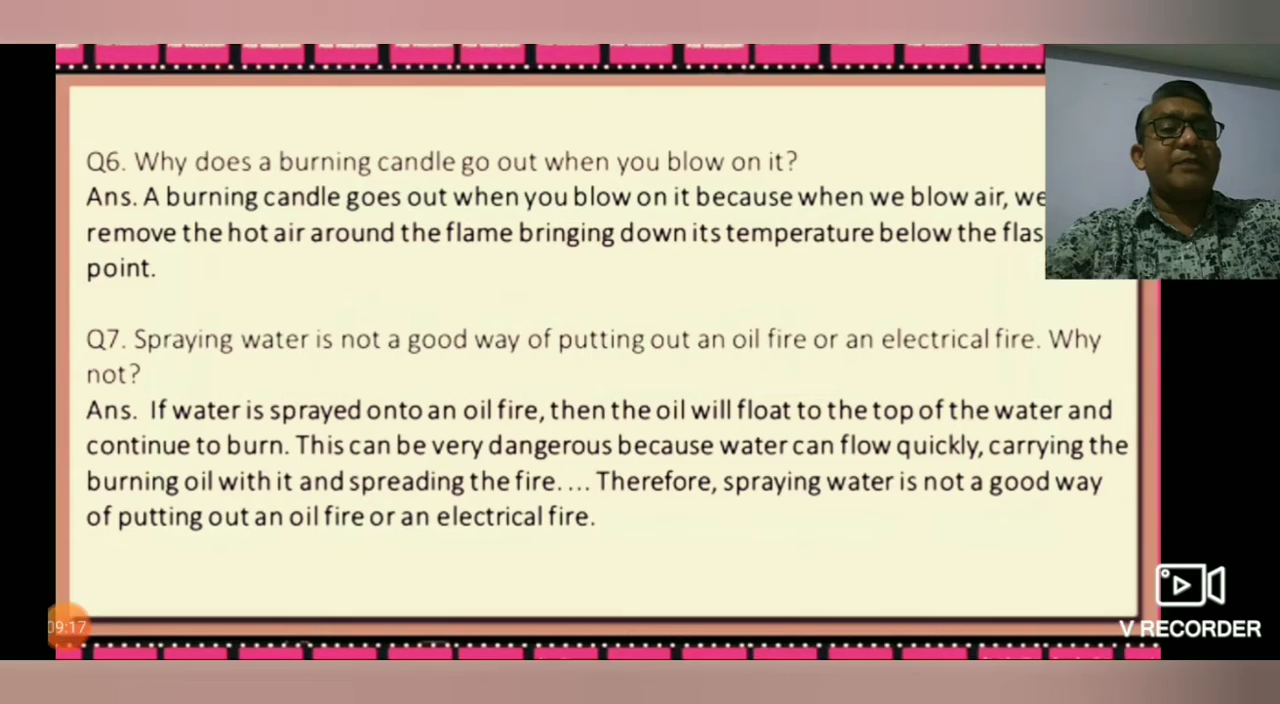 Q6. Why does a burning candle go out when you blow on it?
Ans. A burning candle goes out when you blow on it because when we blow air, we
remove the hot air around the flame bringing down its temperature below the flas
point.
Q7. Spraying water is not a good way of putting out an oil fire or an electrical fire. Why
not?
Ans. If water is sprayed onto an oil fire, then the oil will float to the top of the water and
continue to burn. This can be very dangerous because water can flow quickly, carrying the
burning oil with it and spreading the fire. ... Therefore, spraying water is not a good way
of putting out an oil fire or an electrical fire.
09:17
V RECORDER